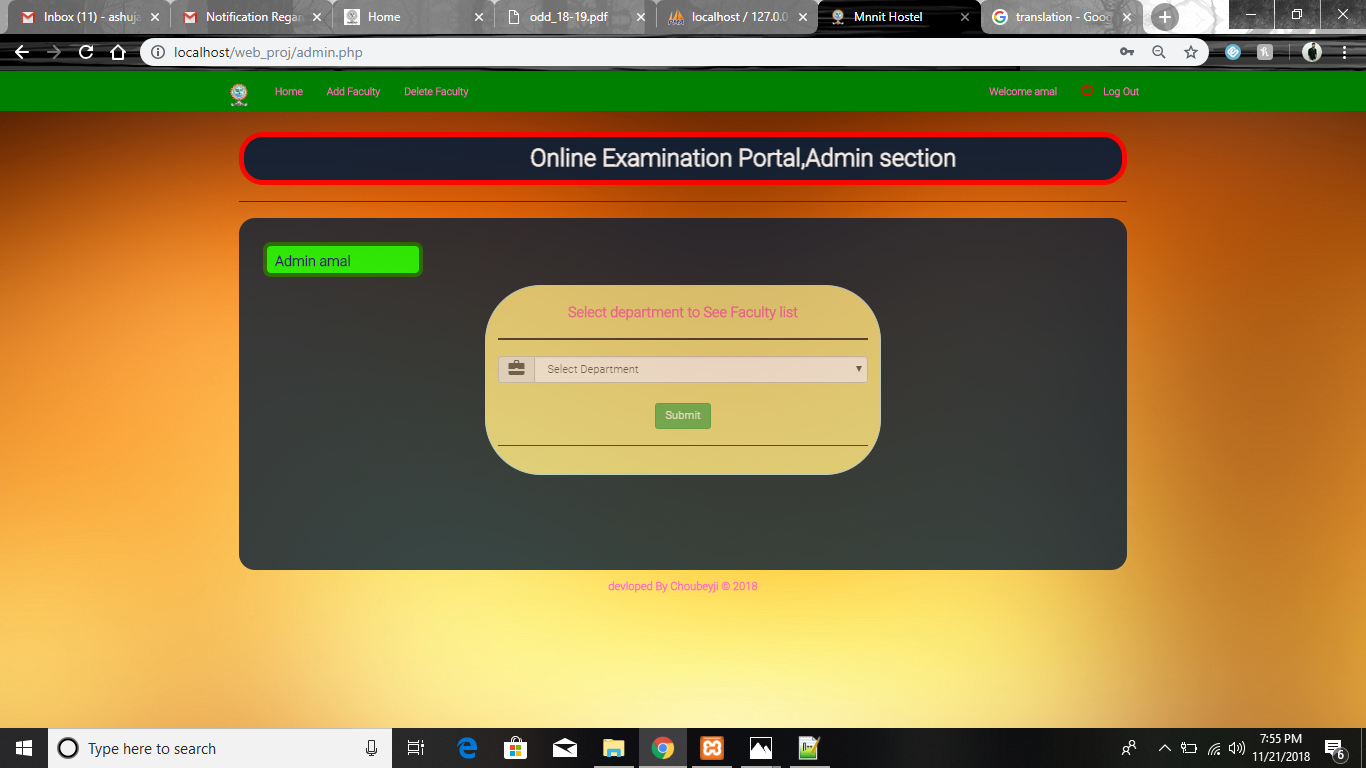 Inbox (11) - ashuja
Notification Regar
Home
odd_18-19.pdf
localhost / 127.0.0
Mnnit Hostel
translation - Goog
localhost/web_proj/admin.php
Home
Add Faculty
Delete Faculty
Welcome amal
Log Out
Online Examination Portal,Admin section
Admin amal
Select department to See Faculty list
Select Department
Submit
devloped By Choubeyji © 2018
Type here to search
7:55 PM
11/21/2018
6